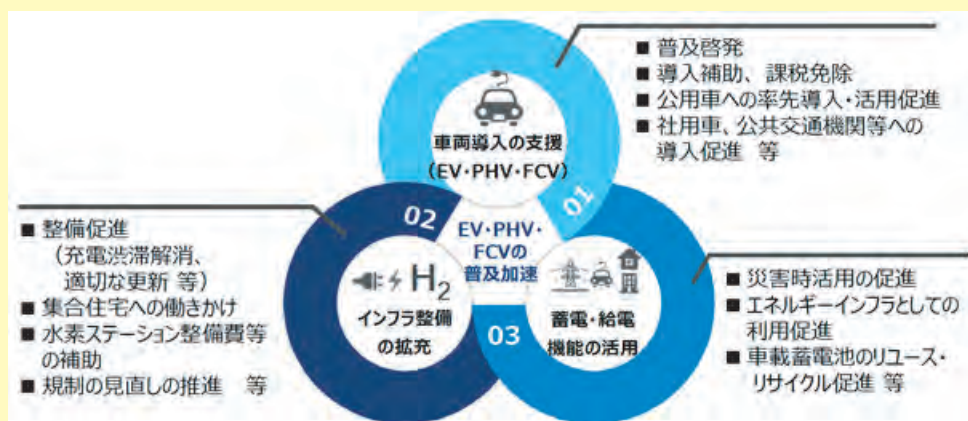 ■ 普及啓発
■ 導入補助、課税免除
■ 公用車への率先導入・活用促進
■ 社用車、公共交通機関等への
導入促進 等
車両導入の支援
(EV・PHV・FCV)
01
02
■ 整備促進
(充電渋滞解消、
適切な更新 等)
■ 集合住宅への働きかけ
■ 水素ステーション整備費等
の補助
■ 規制の見直しの推進 等
EV・PHV・
FCVの
普及加速
H2
インフラ整備
の拡充
03
蓄電・給電
機能の活用
■ 災害時活用の促進
■ エネルギーインフラとしての
利用促進
■ 車載蓄電池のリユース・
リサイクル促進 等